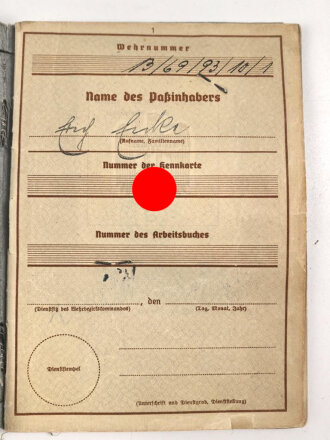 1
Wehrnummer
13/69/93/10/1
Name des Paßinhabers
(Rufname, Familienname)
Nummer der Kennkarte
Nummer des Arbeitsbuches
, den
(Dienstsitz des Wehrbezirkskommandos) (Tag, Monat, Jahr)
Dienststempel
(Unterschrift und Dienstgrad, Dienststellung)